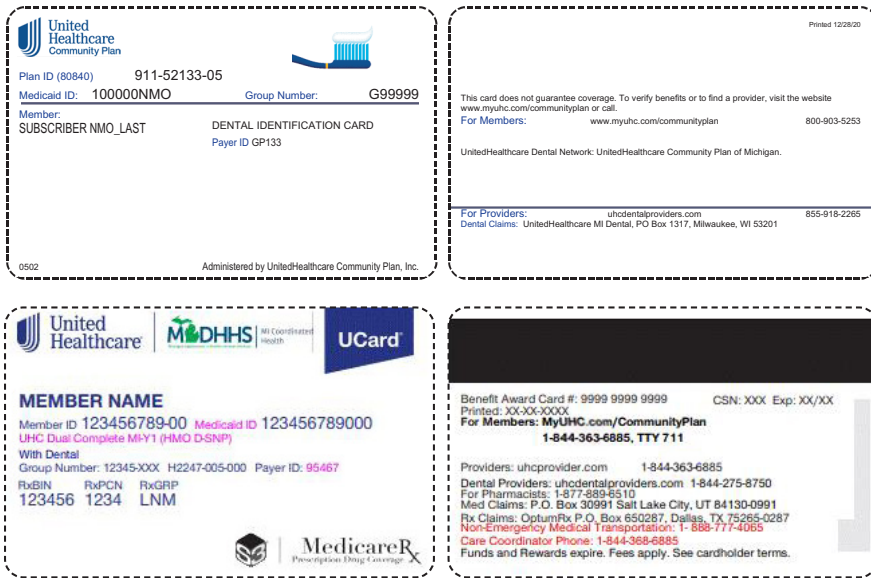 United
Healthcare
Community Plan
Plan ID (80840) 911-52133-05
Medicaid ID: 100000NMO Group Number: G99999
Member:
SUBSCRIBER NMO_LAST DENTAL IDENTIFICATION CARD
Payer ID GP133
0502 Administered by UnitedHealthcare Community Plan, Inc.
Printed 12/28/20
This card does not guarantee coverage. To verify benefits or to find a provider, visit the website
www.myuhc.com/communityplan or call.
For Members: www.myuhc.com/communityplan 800-903-5253
UnitedHealthcare Dental Network: UnitedHealthcare Community Plan of Michigan.
For Providers: uhcdentalproviders.com 855-918-2265
Dental Claims: UnitedHealthcare MI Dental, PO Box 1317, Milwaukee, WI 53201
United
Healthcare
MDHHS
MI Coordinated
Health
UCard
MEMBER NAME
Member ID 123456789-00 Medicaid ID 123456789000
UHC Dual Complete MI-Y1 (HMO D-SNP)
With Dental
Group Number: 12345-XXX H2247-005-000 Payer ID: 95467
RxBIN RxPCN RxGRP
123456 1234 LNM
MedicareRx
Prescription Drug Coverage
Benefit Award Card #: 9999 9999 9999 CSN: XXX Exp: XX/XX
Printed: XX-XX-XXXX
For Members: MyUHC.com/CommunityPlan
1-844-363-6885, TTY 711
Providers: uhcprovider.com 1-844-363-6885
Dental Providers: uhcdentalproviders.com 1-844-275-8750
For Pharmacists: 1-877-889-6510
Med Claims: P.O. Box 30991 Salt Lake City, UT 84130-0991
Rx Claims: OptumRx P.O. Box 650287, Dallas, TX 75265-0287
Non-Emergency Medical Transportation: 1- 888-777-4065
Care Coordinator Phone: 1-844-368-6885
Funds and Rewards expire. Fees apply. See cardholder terms.